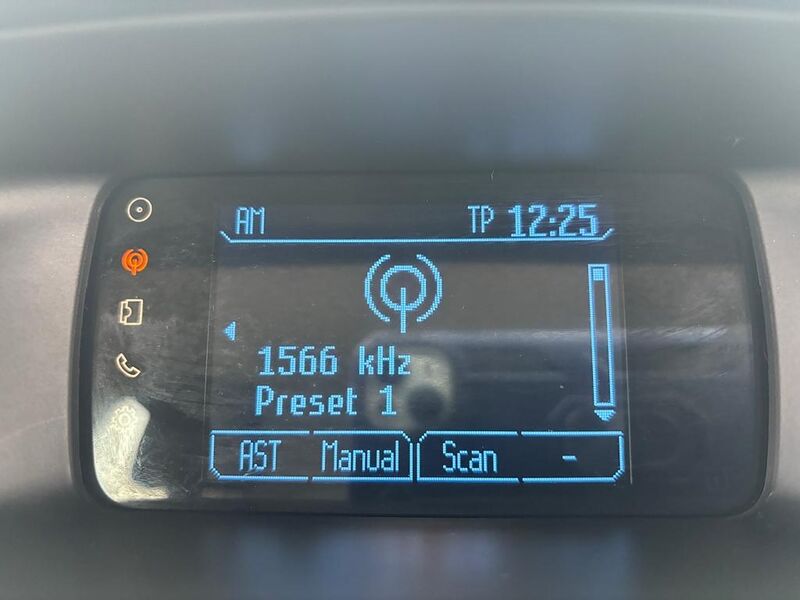 AM TP 12:25
1566 kHz
Preset 1
AST Manual Scan -